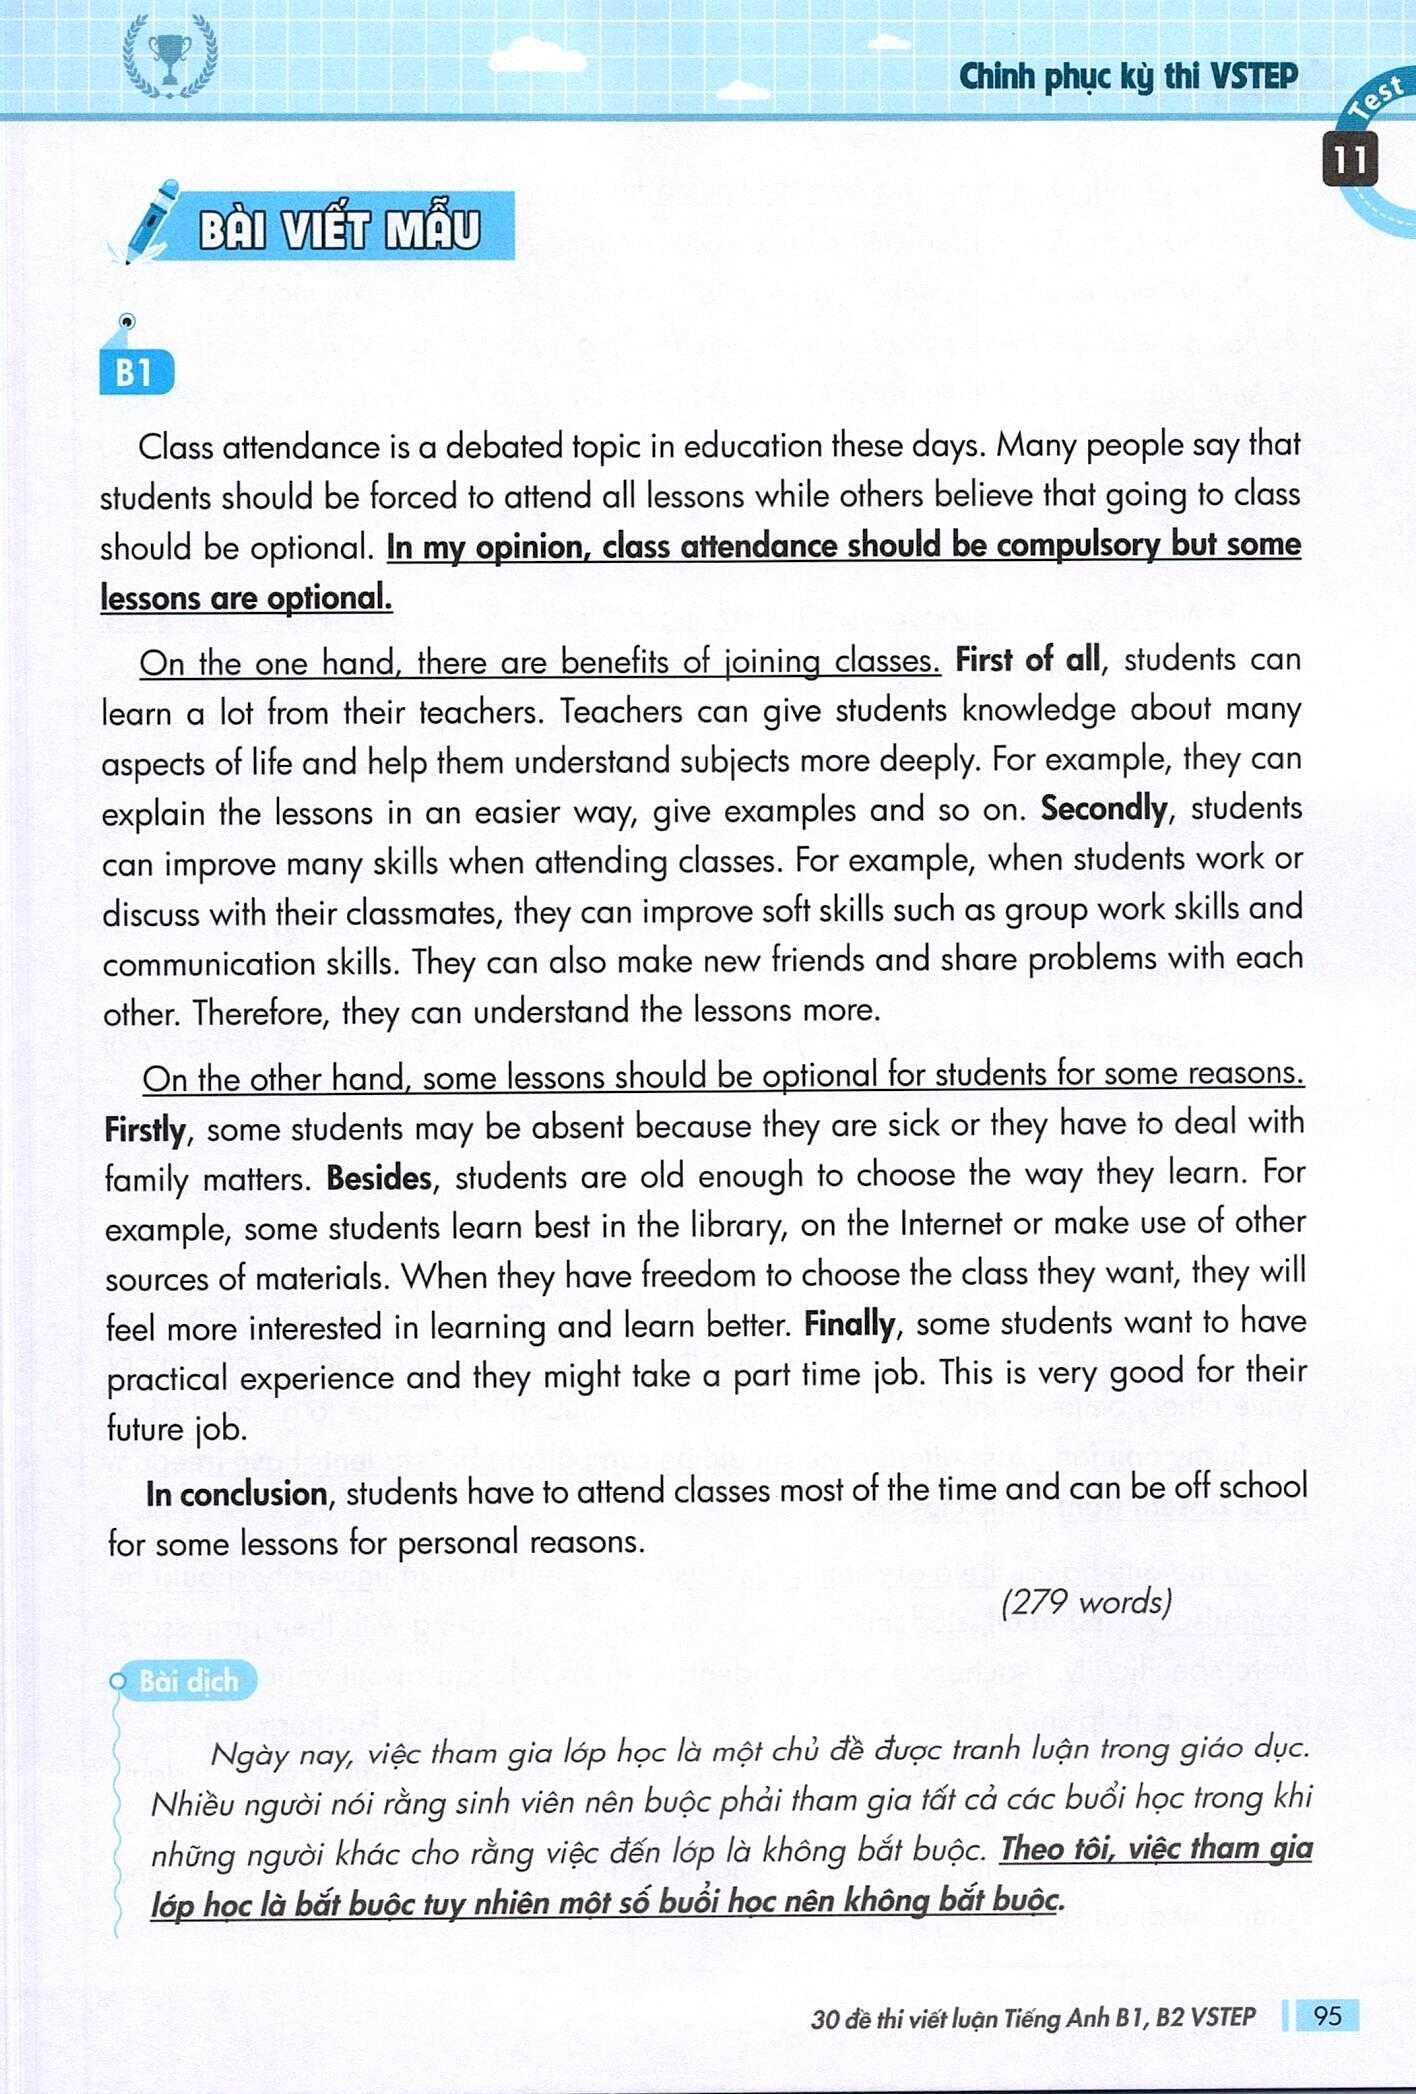 Chinh phục kỳ thi VSTEP
Test
11
BÀI VIẾT MẪU
B1
Class attendance is a debated topic in education these days. Many people say that
students should be forced to attend all lessons while others believe that going to class
should be optional. In my opinion, class attendance should be compulsory but some
lessons are optional.
On the one hand, there are benefits of joining classes. First of all, students can
learn a lot from their teachers. Teachers can give students knowledge about many
aspects of life and help them understand subjects more deeply. For example, they can
explain the lessons in an easier way, give examples and so on. Secondly, students
can improve many skills when attending classes. For example, when students work or
discuss with their classmates, they can improve soft skills such as group work skills and
communication skills. They can also make new friends and share problems with each
other. Therefore, they can understand the lessons more.
On the other hand, some lessons should be optional for students for some reasons.
Firstly, some students may be absent because they are sick or they have to deal with
family matters. Besides, students are old enough to choose the way they learn. For
example, some students learn best in the library, on the Internet or make use of other
sources of materials. When they have freedom to choose the class they want, they will
feel more interested in learning and learn better. Finally, some students want to have
practical experience and they might take a part time job. This is very good for their
future job.
In conclusion, students have to attend classes most of the time and can be off school
for some lessons for personal reasons.
(279 words)
Bài dịch
Ngày nay, việc tham gia lớp học là một chủ đề được tranh luận trong giáo dục.
Nhiều người nói rằng sinh viên nên buộc phải tham gia tất cả các buổi học trong khi
những người khác cho rằng việc đến lớp là không bắt buộc. Theo tôi, việc tham gia
lớp học là bắt buộc tuy nhiên một số buổi học nên không bắt buộc.
30 đề thi viết luận Tiếng Anh B1, B2 VSTEP
95